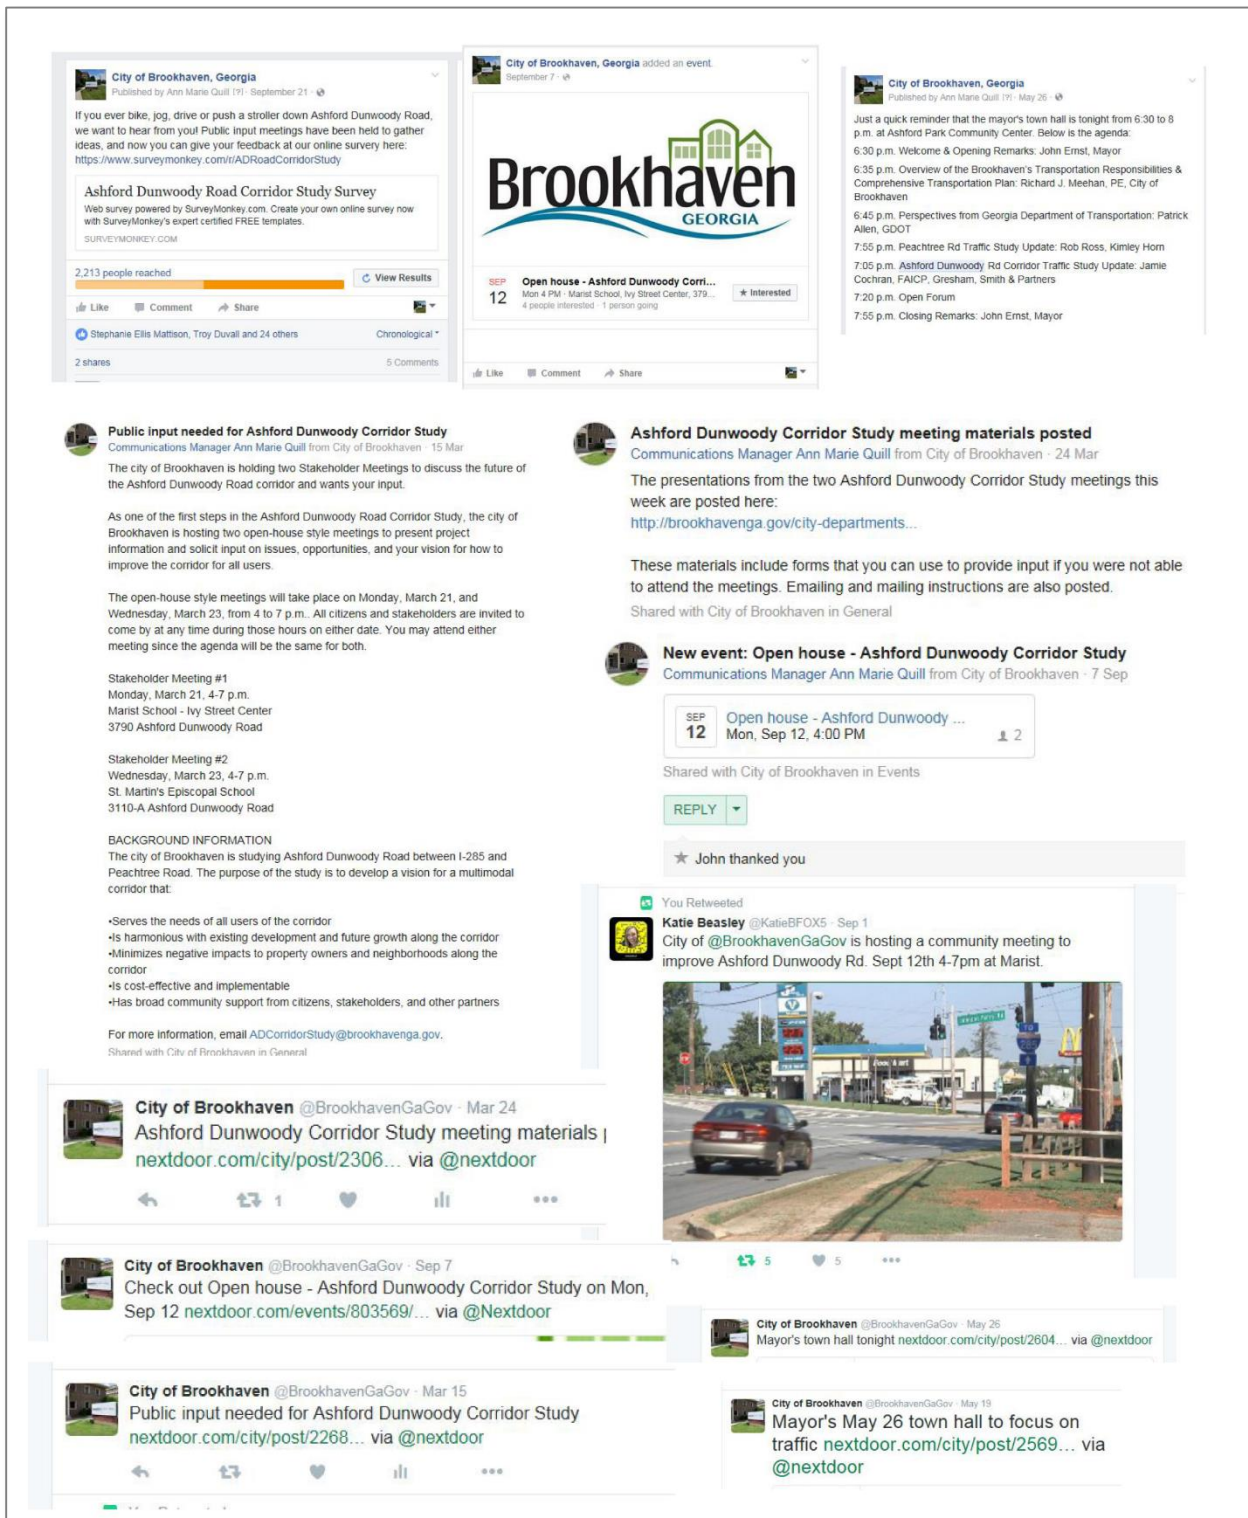 City of Brookhaven, Georgia
Published by Ann Marie Quill [?] · September 21 ·
If you ever bike, jog, drive or push a stroller down Ashford Dunwoody Road,
we want to hear from you! Public input meetings have been held to gather
ideas, and now you can give your feedback at our online survery here:
https://www.surveymonkey.com/r/ADRoadCorridorStudy
Ashford Dunwoody Road Corridor Study Survey
Web survey powered by SurveyMonkey.com. Create your own online survey now
with SurveyMonkey's expert certified FREE templates.
SURVEYMONKEY.COM
2,213 people reached
View Results
Like Comment Share
Stephanie Ellis Mattison, Troy Duvall and 24 others Chronological
2 shares 5 Comments
City of Brookhaven, Georgia added an event.
September 7 ·
Brookhaven
GEORGIA
SEP
12
Open house - Ashford Dunwoody Corri...
Mon 4 PM · Marist School, Ivy Street Center, 379...
4 people interested · 1 person going
★ Interested
Like Comment Share
City of Brookhaven, Georgia
Published by Ann Marie Quill [?] · May 26 ·
Just a quick reminder that the mayor's town hall is tonight from 6:30 to 8
p.m. at Ashford Park Community Center. Below is the agenda:
6:30 p.m. Welcome & Opening Remarks: John Ernst, Mayor
6:35 p.m. Overview of the Brookhaven's Transportation Responsibilities &
Comprehensive Transportation Plan: Richard J. Meehan, PE, City of
Brookhaven
6:45 p.m. Perspectives from Georgia Department of Transportation: Patrick
Allen, GDOT
7:55 p.m. Peachtree Rd Traffic Study Update: Rob Ross, Kimley Horn
7:05 p.m. Ashford Dunwoody Rd Corridor Traffic Study Update: Jamie
Cochran, FAICP, Gresham, Smith & Partners
7:20 p.m. Open Forum
7:55 p.m. Closing Remarks: John Ernst, Mayor
Public input needed for Ashford Dunwoody Corridor Study
Communications Manager Ann Marie Quill from City of Brookhaven · 15 Mar
The city of Brookhaven is holding two Stakeholder Meetings to discuss the future of
the Ashford Dunwoody Road corridor and wants your input.
As one of the first steps in the Ashford Dunwoody Road Corridor Study, the city of
Brookhaven is hosting two open-house style meetings to present project
information and solicit input on issues, opportunities, and your vision for how to
improve the corridor for all users.
The open-house style meetings will take place on Monday, March 21, and
Wednesday, March 23, from 4 to 7 p.m.. All citizens and stakeholders are invited to
come by at any time during those hours on either date. You may attend either
meeting since the agenda will be the same for both.
Stakeholder Meeting #1
Monday, March 21, 4-7 p.m.
Marist School - Ivy Street Center
3790 Ashford Dunwoody Road
Stakeholder Meeting #2
Wednesday, March 23, 4-7 p.m.
St. Martin's Episcopal School
3110-A Ashford Dunwoody Road
BACKGROUND INFORMATION
The city of Brookhaven is studying Ashford Dunwoody Road between I-285 and
Peachtree Road. The purpose of the study is to develop a vision for a multimodal
corridor that:
•Serves the needs of all users of the corridor
•Is harmonious with existing development and future growth along the corridor
•Minimizes negative impacts to property owners and neighborhoods along the
corridor
•Is cost-effective and implementable
•Has broad community support from citizens, stakeholders, and other partners
For more information, email ADCorridorStudy@brookhavenga.gov.
Shared with City of Brookhaven in General
Ashford Dunwoody Corridor Study meeting materials posted
Communications Manager Ann Marie Quill from City of Brookhaven · 24 Mar
The presentations from the two Ashford Dunwoody Corridor Study meetings this
week are posted here:
http://brookhavenga.gov/city-departments...
These materials include forms that you can use to provide input if you were not able
to attend the meetings. Emailing and mailing instructions are also posted.
Shared with City of Brookhaven in General
New event: Open house - Ashford Dunwoody Corridor Study
Communications Manager Ann Marie Quill from City of Brookhaven · 7 Sep
SEP
12
Open house - Ashford Dunwoody ...
Mon, Sep 12, 4:00 PM
2
Shared with City of Brookhaven in Events
REPLY
★ John thanked you
You Retweeted
Katie Beasley @KatieBFOX5 · Sep 1
City of @BrookhavenGaGov is hosting a community meeting to
improve Ashford Dunwoody Rd. Sept 12th 4-7pm at Marist.
5 5
City of Brookhaven @BrookhavenGaGov · Mar 24
Ashford Dunwoody Corridor Study meeting materials
nextdoor.com/city/post/2306... via @nextdoor
1
City of Brookhaven @BrookhavenGaGov · Sep 7
Check out Open house - Ashford Dunwoody Corridor Study on Mon,
Sep 12 nextdoor.com/events/803569/... via @Nextdoor
City of Brookhaven @BrookhavenGaGov · May 26
Mayor's town hall tonight nextdoor.com/city/post/2604... via @nextdoor
City of Brookhaven @BrookhavenGaGov · Mar 15
Public input needed for Ashford Dunwoody Corridor Study
nextdoor.com/city/post/2268... via @nextdoor
City of Brookhaven @BrookhavenGaGov · May 19
Mayor's May 26 town hall to focus on
traffic nextdoor.com/city/post/2569... via
@nextdoor